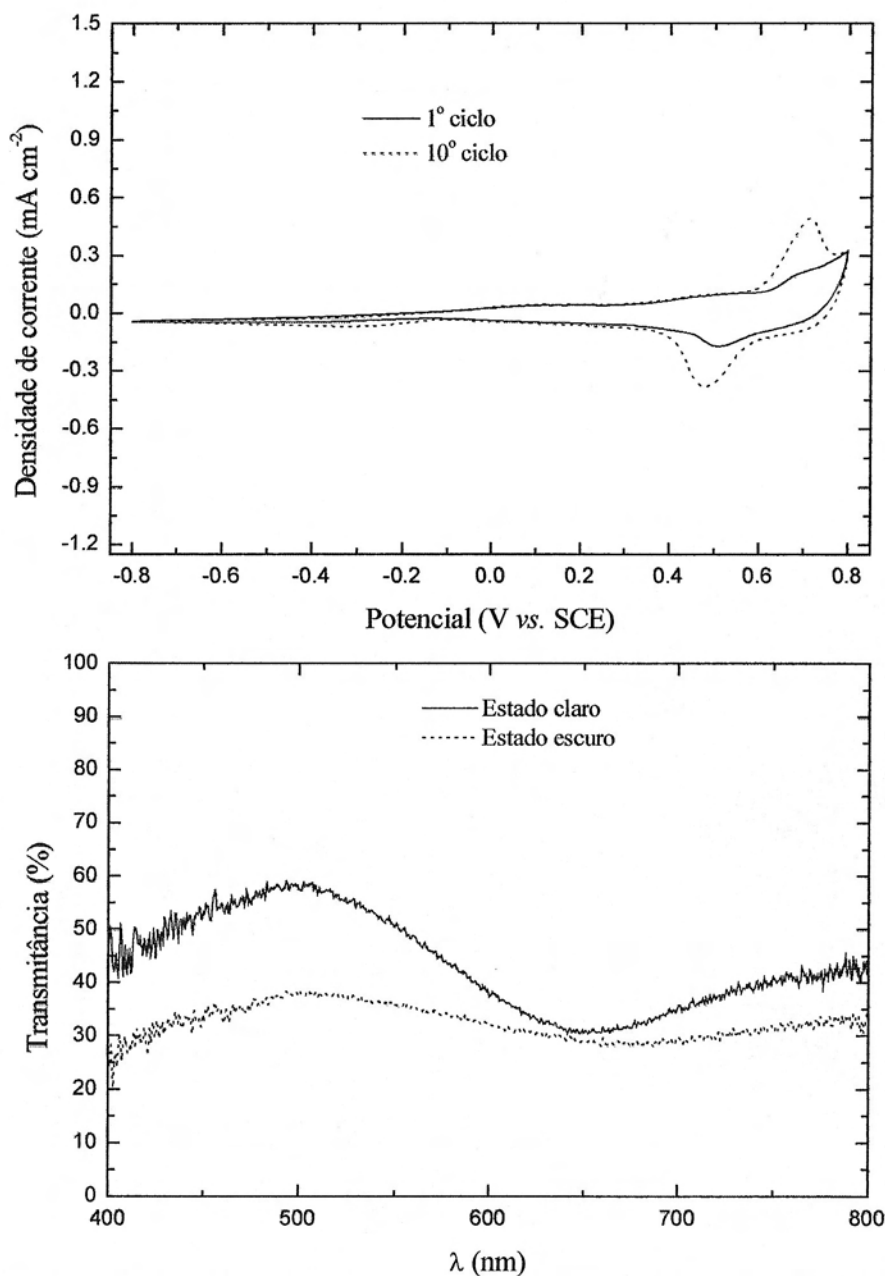 1.5
1.2
0.9
0.6
0.3
0.0
-0.3
-0.6
-0.9
-1.2
Densidade de corrente (mA cm⁻²)
1º ciclo
10º ciclo
-0.8 -0.6 -0.4 -0.2 0.0 0.2 0.4 0.6 0.8
Potencial (V vs. SCE)
100
90
80
70
60
50
40
30
20
10
0
Transmitância (%)
Estado claro
Estado escuro
400 500 600 700 800
λ (nm)